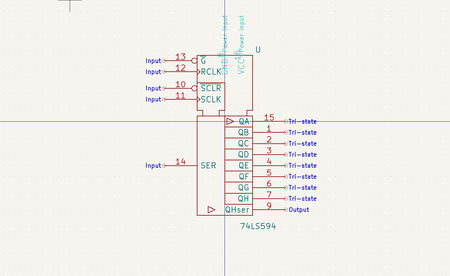 Power input
Power input
GND
VCC
U
Input 13 G
Input 12 RCLK
Input 10 SCLR
Input 11 SCLK
QA 15 Tri-state
QB 1 Tri-state
QC 2 Tri-state
QD 3 Tri-state
Input 14 SER QE 4 Tri-state
QF 5 Tri-state
QG 6 Tri-state
QH 7 Tri-state
QHser 9 Output
74LS594